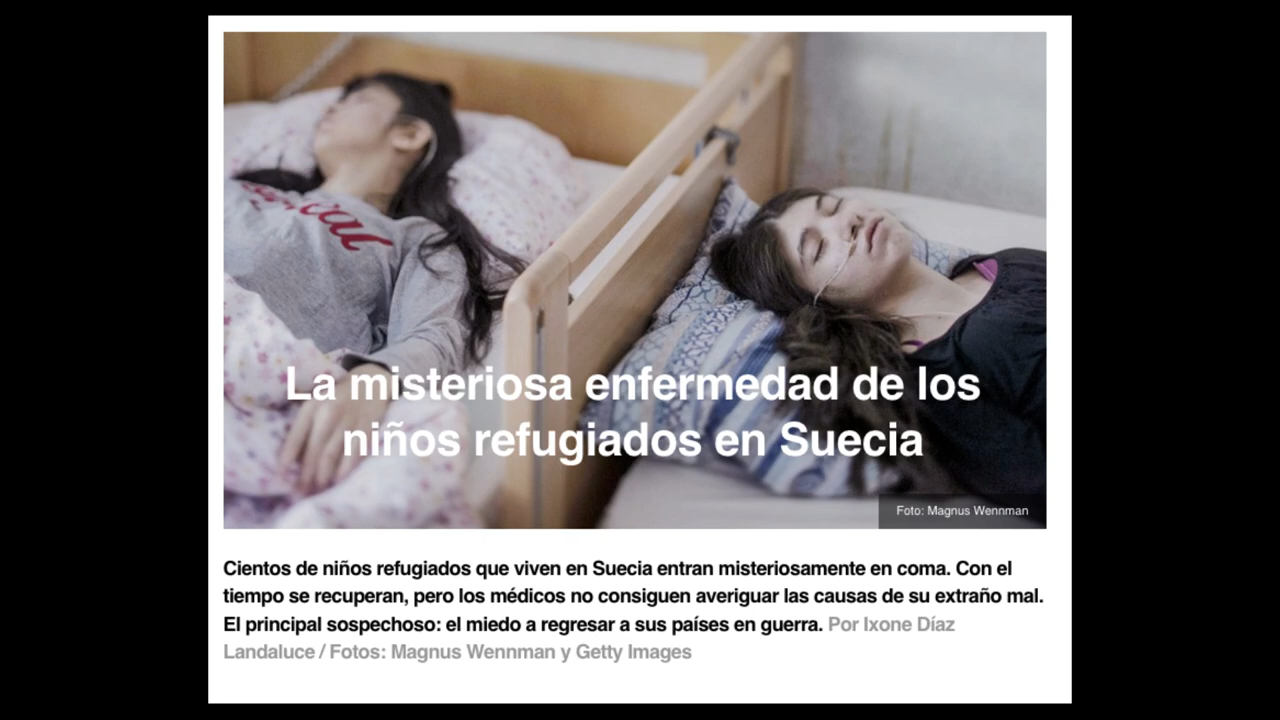 La misteriosa enfermedad de los
niños refugiados en Suecia
Foto: Magnus Wennman
Cientos de niños refugiados que viven en Suecia entran misteriosamente en coma. Con el
tiempo se recuperan, pero los médicos no consiguen averiguar las causas de su extraño mal.
El principal sospechoso: el miedo a regresar a sus países en guerra. Por Ixone Díaz
Landaluce / Fotos: Magnus Wennman y Getty Images